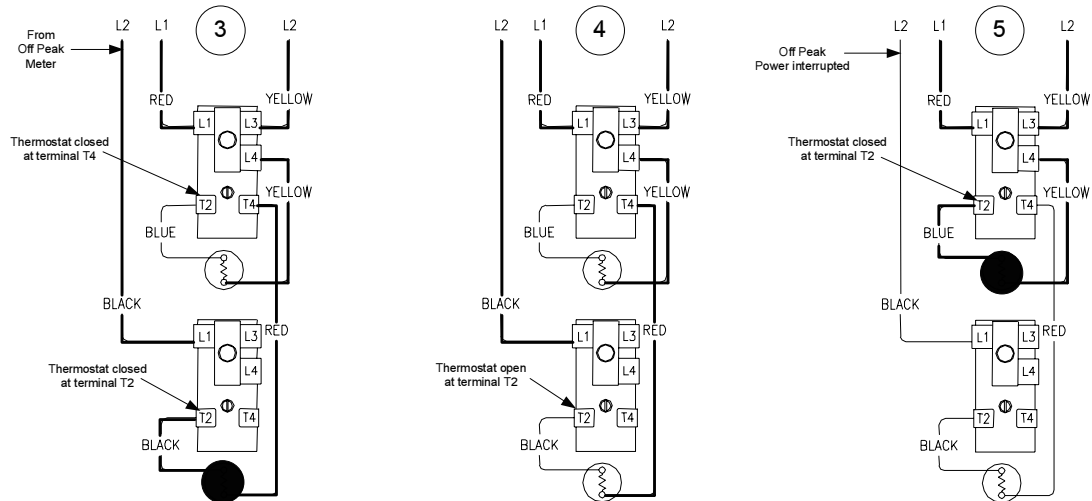 L2
L1
3
L2
From
Off Peak
Meter
RED
YELLOW
L1
L3
L4
Thermostat closed
at terminal T4
YELLOW
T2
T4
BLUE
BLACK
RED
L1
L3
L4
Thermostat closed
at terminal T2
T2
T4
BLACK
L2
L1
4
L2
RED
YELLOW
L1
L3
L4
YELLOW
T2
T4
BLUE
BLACK
RED
L1
L3
L4
Thermostat open
at terminal T2
T2
T4
BLACK
L2
L1
5
L2
Off Peak
Power interrupted
RED
YELLOW
L1
L3
L4
Thermostat closed
at terminal T2
YELLOW
T2
T4
BLUE
BLACK
RED
L1
L3
L4
T2
T4
BLACK